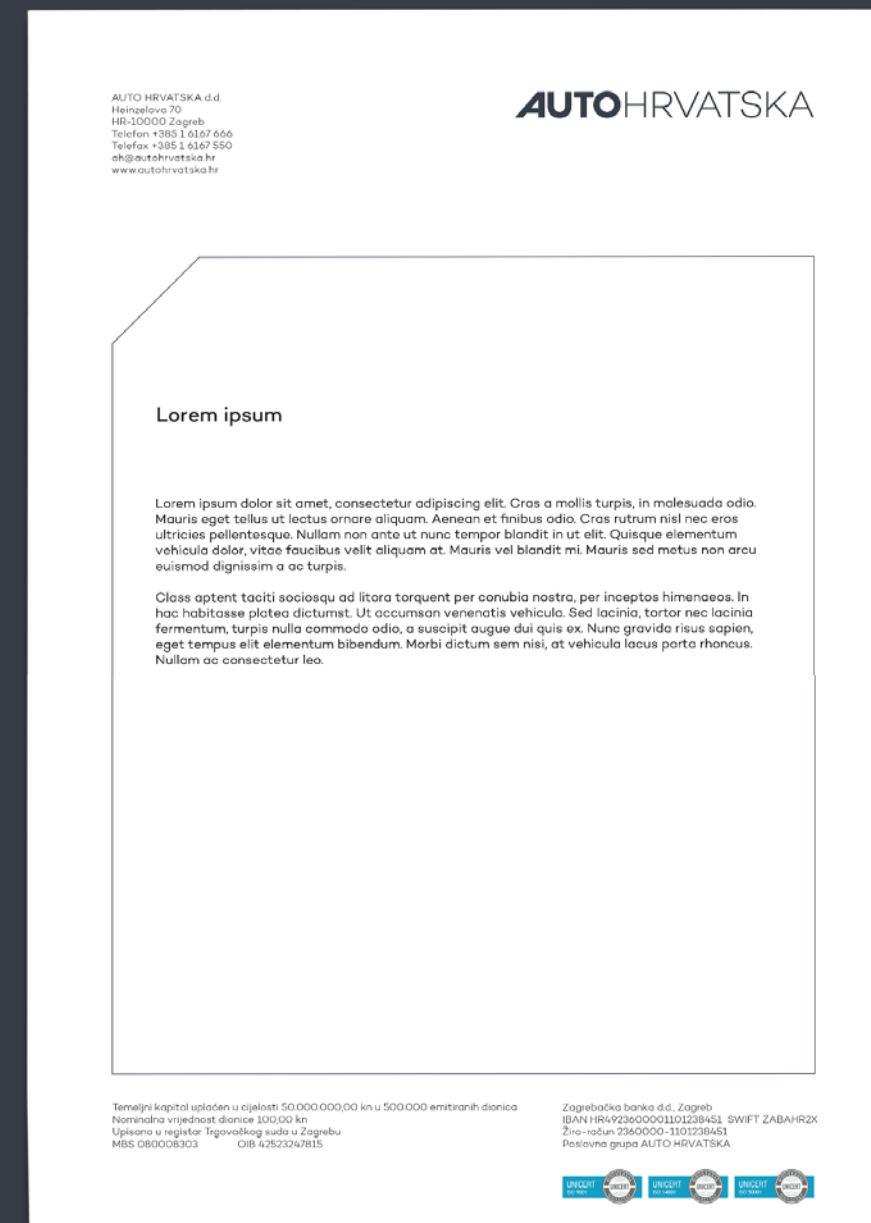 AUTO HRVATSKA d.d.
Heinzelova 70
HR-10000 Zagreb
Telefon +385 1 6167 666
Telefax +385 1 6167 550
ah@autohrvatska.hr
www.autohrvatska.hr
AUTOHRVATSKA
Lorem ipsum
Lorem ipsum dolor sit amet, consectetur adipiscing elit. Cras a mollis turpis, in malesuada odio.
Mauris eget tellus ut lectus ornare aliquam. Aenean et finibus odio. Cras rutrum nisl nec eros
ultricies pellentesque. Nullam non ante ut nunc tempor blandit in ut elit. Quisque elementum
vehicula dolor, vitae faucibus velit aliquam at. Mauris vel blandit mi. Mauris sed metus non arcu
euismod dignissim a ac turpis.
Class aptent taciti sociosqu ad litora torquent per conubia nostra, per inceptos himenaeos. In
hac habitasse platea dictumst. Ut accumsan venenatis vehicula. Sed lacinia, tortor nec lacinia
fermentum, turpis nulla commodo odio, a suscipit augue dui quis ex. Nunc gravida risus sapien,
eget tempus elit elementum bibendum. Morbi dictum sem nisi, at vehicula lacus porta rhoncus.
Nullam ac consectetur leo.
Temeljni kapital uplaćen u cijelosti 50.000.000,00 kn u 500.000 emitiranih dionica
Nominalna vrijednost dionice 100,00 kn
Upisano u registar Trgovačkog suda u Zagrebu
MBS 080008303 OIB 42523247815
Zagrebačka banka d.d., Zagreb
IBAN HR4923600001101238451 SWIFT ZABAHR2X
Žiro-račun 2360000-1101238451
Poslovna grupa AUTO HRVATSKA
UNICERT UNICERT UNICERT UNICERT UNICERT UNICERT
ISO 9001 ISO 14001 ISO 50001